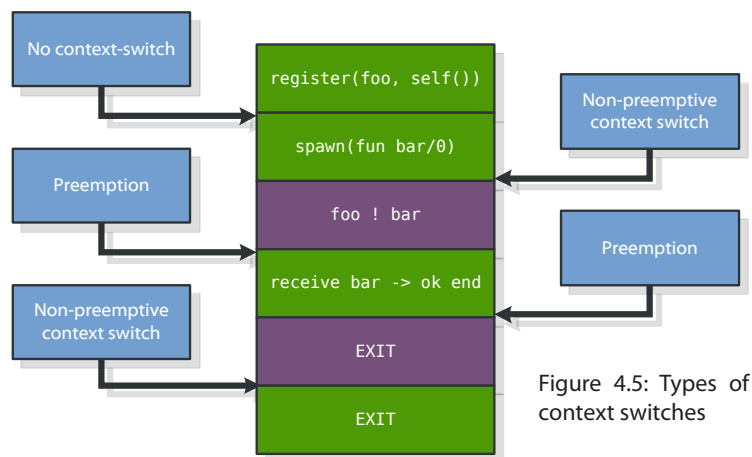 No context-switch
register(foo, self())
Non-preemptive
context switch
spawn(fun bar/0)
Preemption
foo ! bar
Preemption
receive bar -> ok end
Non-preemptive
context switch
EXIT
Figure 4.5: Types of
context switches
EXIT